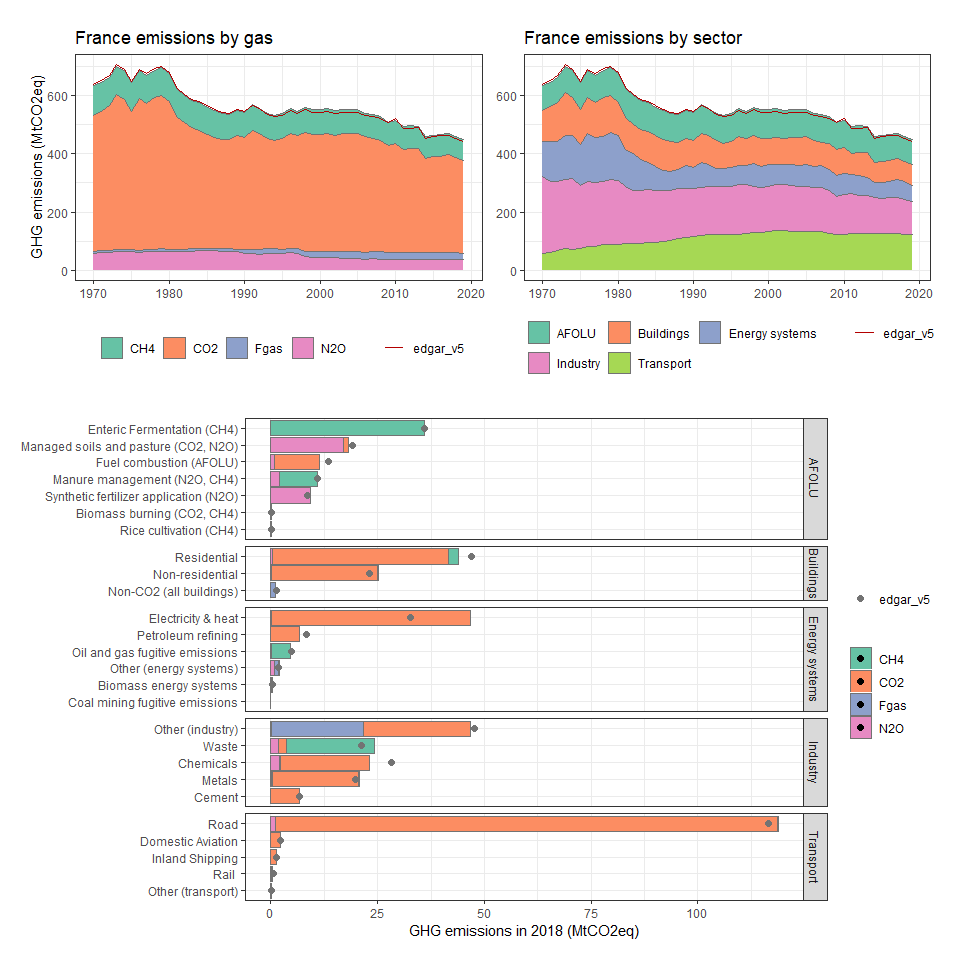 France emissions by gas
France emissions by sector
GHG emissions (MtCO2eq)
600
400
200
0
1970
1980
1990
2000
2010
2020
600
400
200
0
1970
1980
1990
2000
2010
2020
CH4
CO2
Fgas
N2O
edgar_v5
AFOLU
Buildings
Energy systems
edgar_v5
Industry
Transport
Enteric Fermentation (CH4)
Managed soils and pasture (CO2, N2O)
Fuel combustion (AFOLU)
Manure management (N2O, CH4)
Synthetic fertilizer application (N2O)
Biomass burning (CO2, CH4)
Rice cultivation (CH4)
AFOLU
Residential
Non-residential
Non-CO2 (all buildings)
Buildings
Electricity & heat
Petroleum refining
Oil and gas fugitive emissions
Other (energy systems)
Biomass energy systems
Coal mining fugitive emissions
Energy systems
Other (industry)
Waste
Chemicals
Metals
Cement
Industry
Road
Domestic Aviation
Inland Shipping
Rail
Other (transport)
Transport
0
25
50
75
100
GHG emissions in 2018 (MtCO2eq)
edgar_v5
CH4
CO2
Fgas
N2O